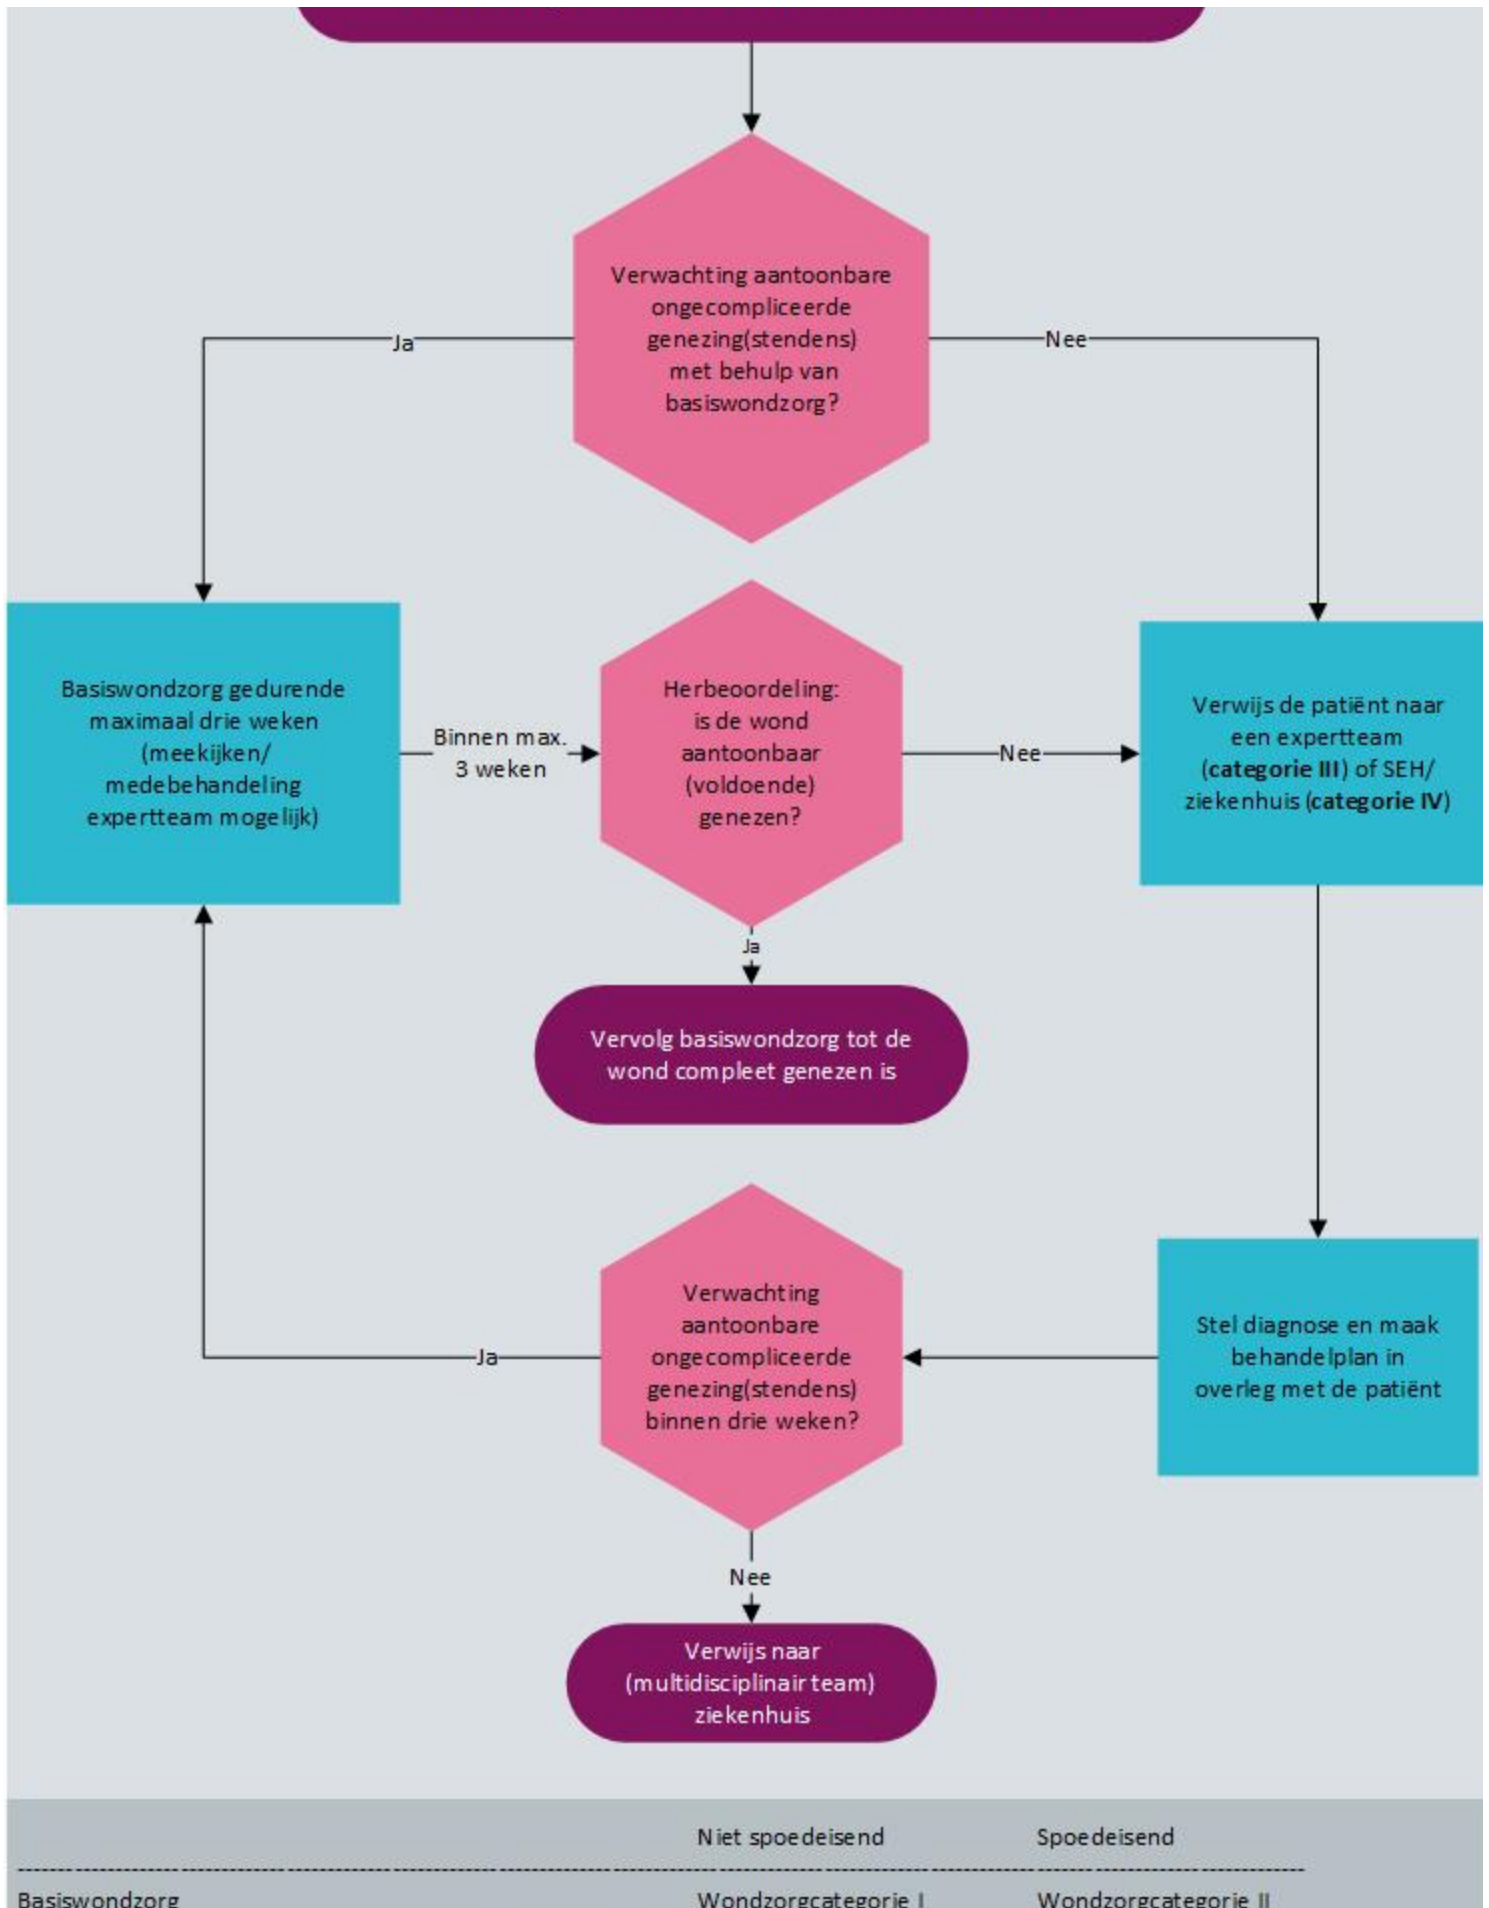 Verwachting aantoonbare
ongecompliceerde
genezing(stendens)
met behulp van
basiswondzorg?
Ja
Nee
Basiswondzorg gedurende
maximaal drie weken
(meekijken/
medebehandeling
expertteam mogelijk)
Binnen max.
3 weken
Herbeoordeling:
is de wond
aantoonbaar
(voldoende)
genezen?
Nee
Verwijs de patiënt naar
een expertteam
(categorie III) of SEH/
ziekenhuis (categorie IV)
Ja
Vervolg basiswondzorg tot de
wond compleet genezen is
Verwachting
aantoonbare
ongecompliceerde
genezing(stendens)
binnen drie weken?
Ja
Stel diagnose en maak
behandelplan in
overleg met de patiënt
Nee
Verwijs naar
(multidisciplinair team)
ziekenhuis
Niet spoedeisend Spoedeisend
Basiswondzorg Wondzorgcategorie I Wondzorgcategorie II